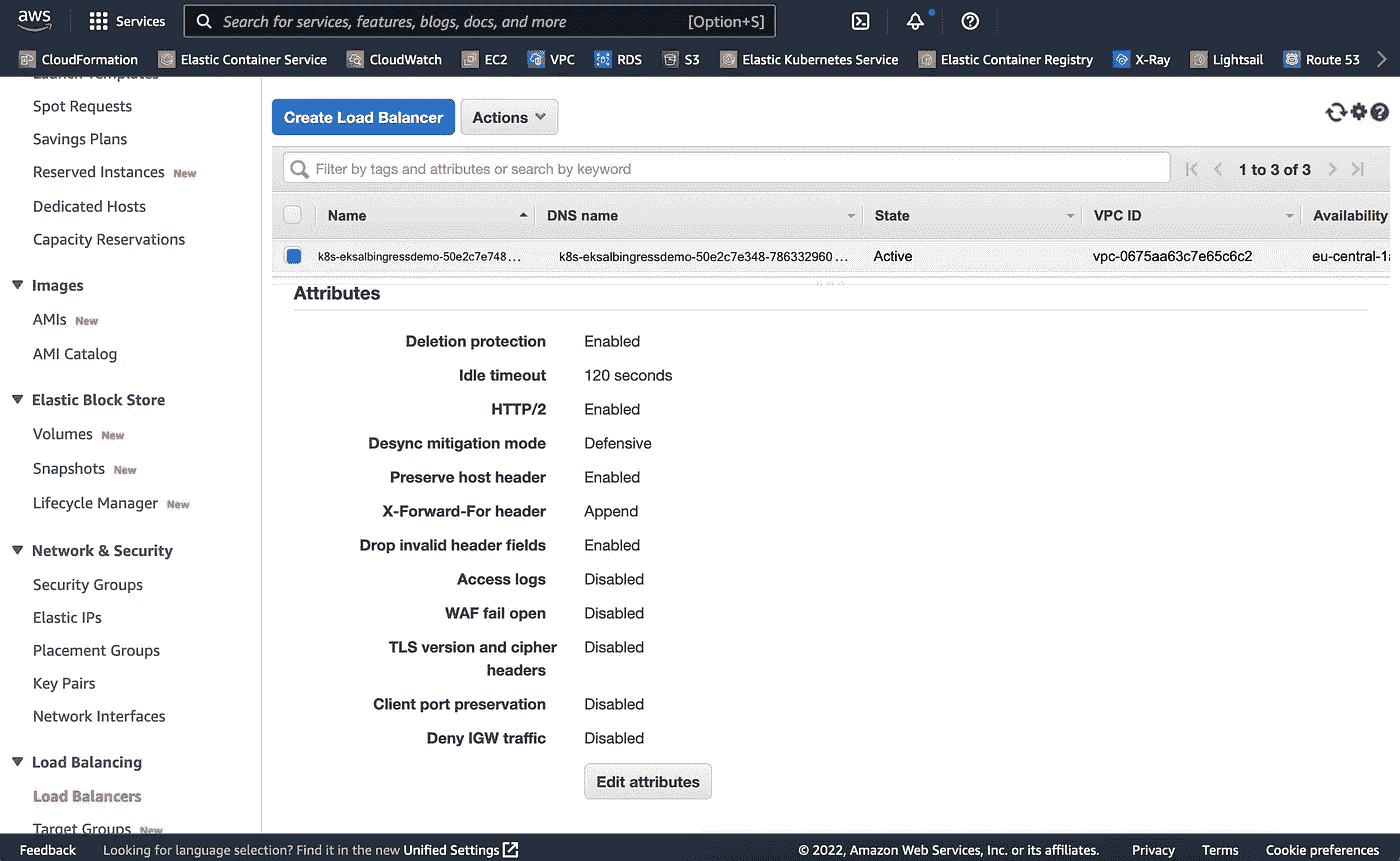 aws
Services
Search for services, features, blogs, docs, and more [Option+S]
CloudFormation Elastic Container Service CloudWatch EC2 VPC RDS S3 Elastic Kubernetes Service Elastic Container Registry X-Ray Lightsail Route 53
Launch Templates
Spot Requests
Savings Plans
Reserved Instances New
Dedicated Hosts
Capacity Reservations
Images
AMIs New
AMI Catalog
Elastic Block Store
Volumes New
Snapshots New
Lifecycle Manager New
Network & Security
Security Groups
Elastic IPs
Placement Groups
Key Pairs
Network Interfaces
Load Balancing
Load Balancers
Target Groups New
Create Load Balancer Actions
Filter by tags and attributes or search by keyword 1 to 3 of 3
Name DNS name State VPC ID Availability
k8s-eksalbingressdemo-50e2c7e748... k8s-eksalbingressdemo-50e2c7e348-786332960 ... Active vpc-0675aa63c7e65c6c2 eu-central-1a
Attributes
Deletion protection Enabled
Idle timeout 120 seconds
HTTP/2 Enabled
Desync mitigation mode Defensive
Preserve host header Enabled
X-Forward-For header Append
Drop invalid header fields Enabled
Access logs Disabled
WAF fail open Disabled
TLS version and cipher Disabled
headers
Client port preservation Disabled
Deny IGW traffic Disabled
Edit attributes
Feedback Looking for language selection? Find it in the new Unified Settings © 2022, Amazon Web Services, Inc. or its affiliates. Privacy Terms Cookie preferences